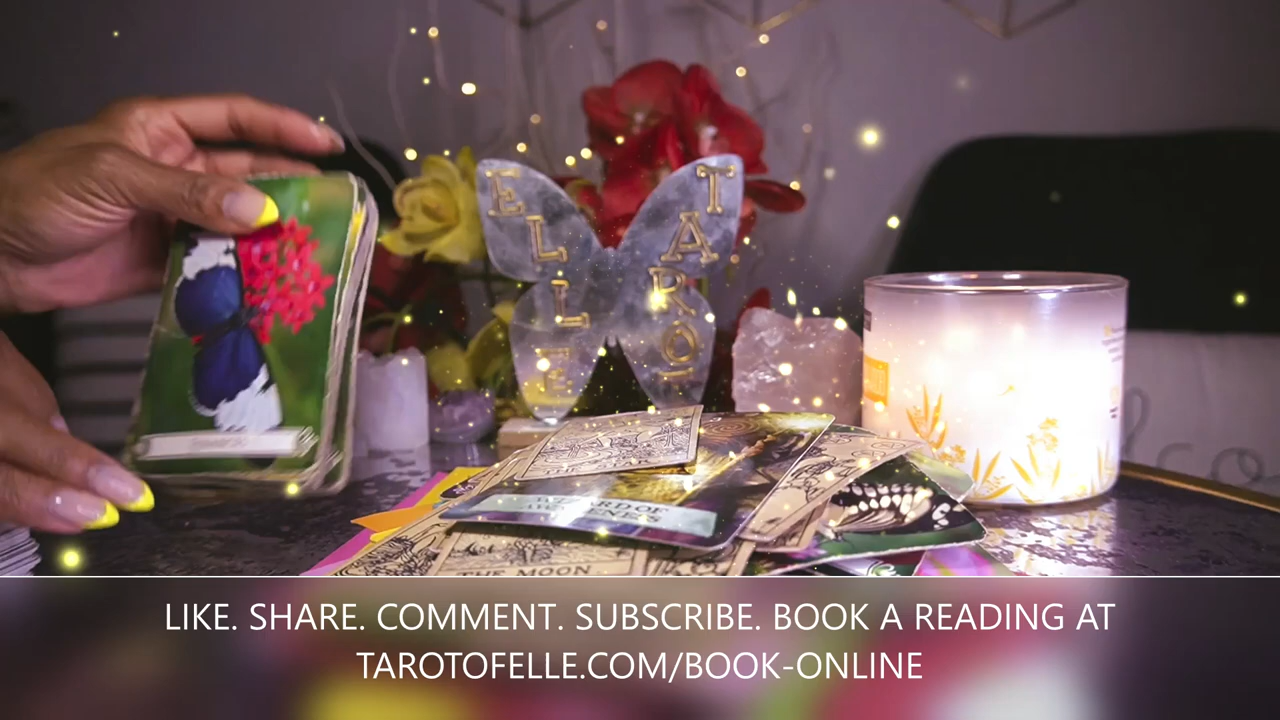 ELLE
TAROT
THE MOON
LIKE. SHARE. COMMENT. SUBSCRIBE. BOOK A READING AT
TAROTOFELLE.COM/BOOK-ONLINE